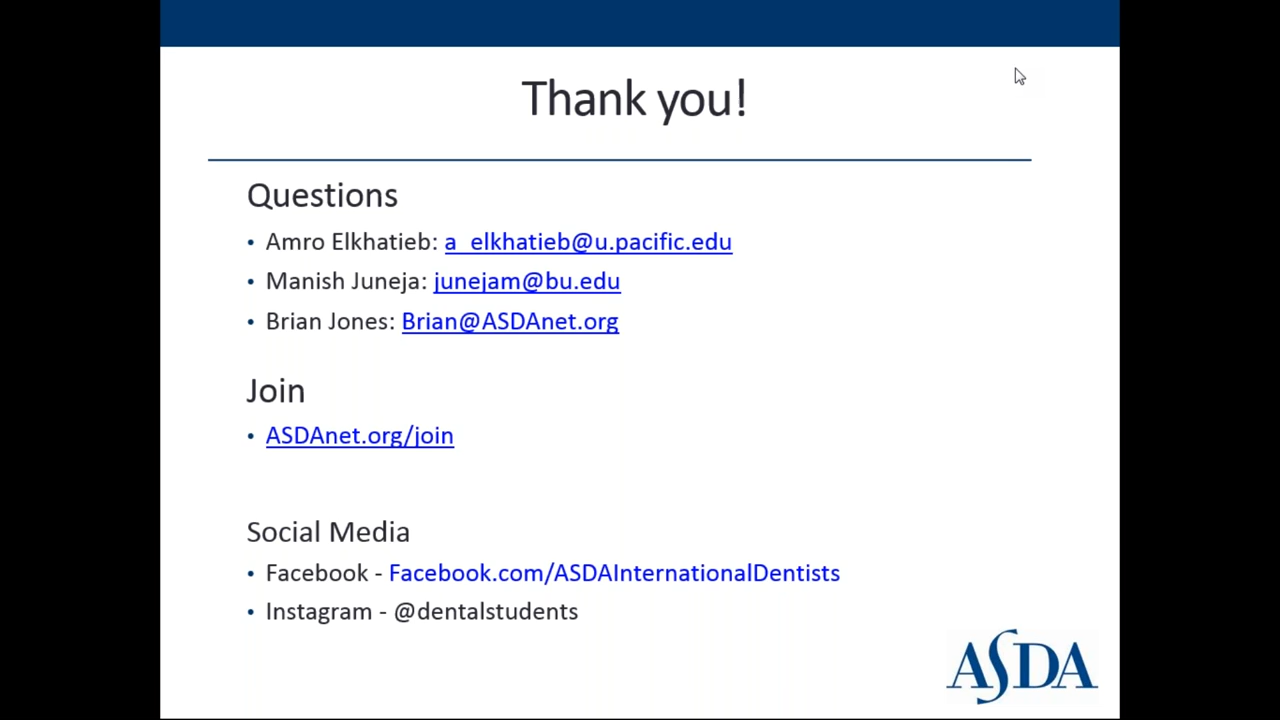 Thank you!
Questions
• Amro Elkhatieb: a_elkhatieb@u.pacific.edu
• Manish Juneja: junejam@bu.edu
• Brian Jones: Brian@ASDAnet.org
Join
• ASDAnet.org/join
Social Media
• Facebook - Facebook.com/ASDAInternationalDentists
• Instagram - @dentalstudents
ASDA